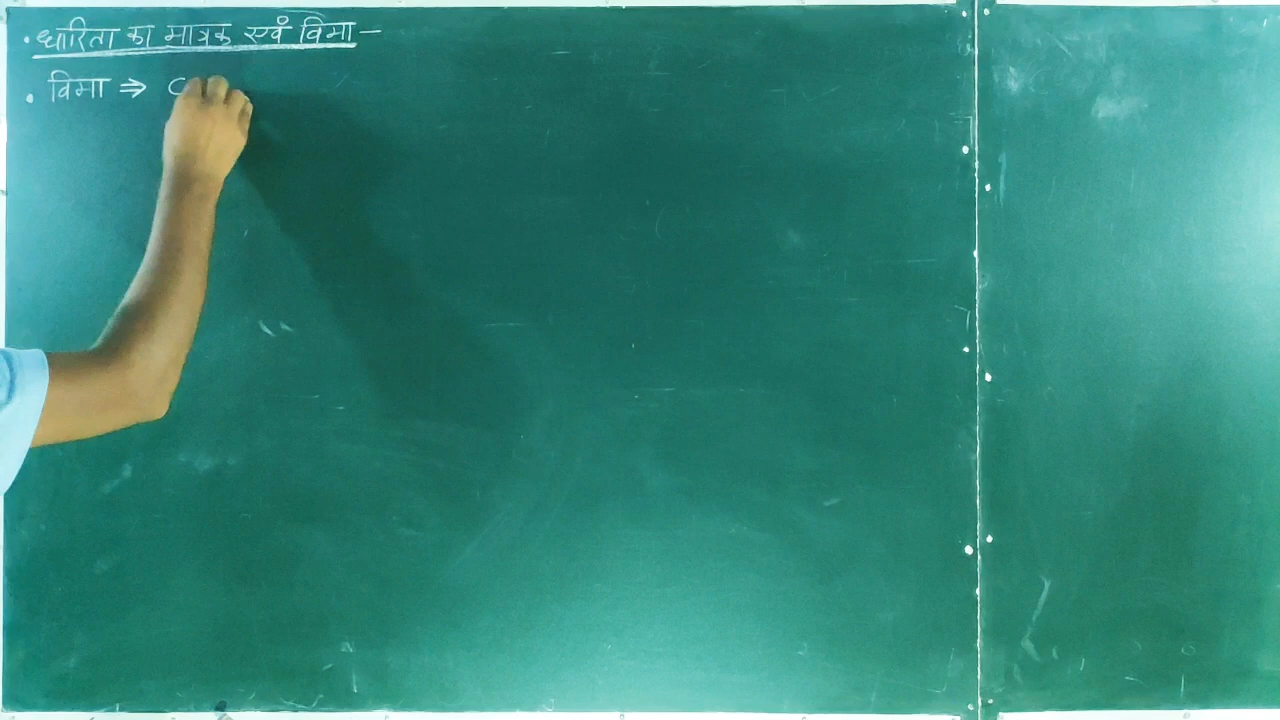 • धारिता का मात्रक एवं विमा –
• विमा ⇒ C